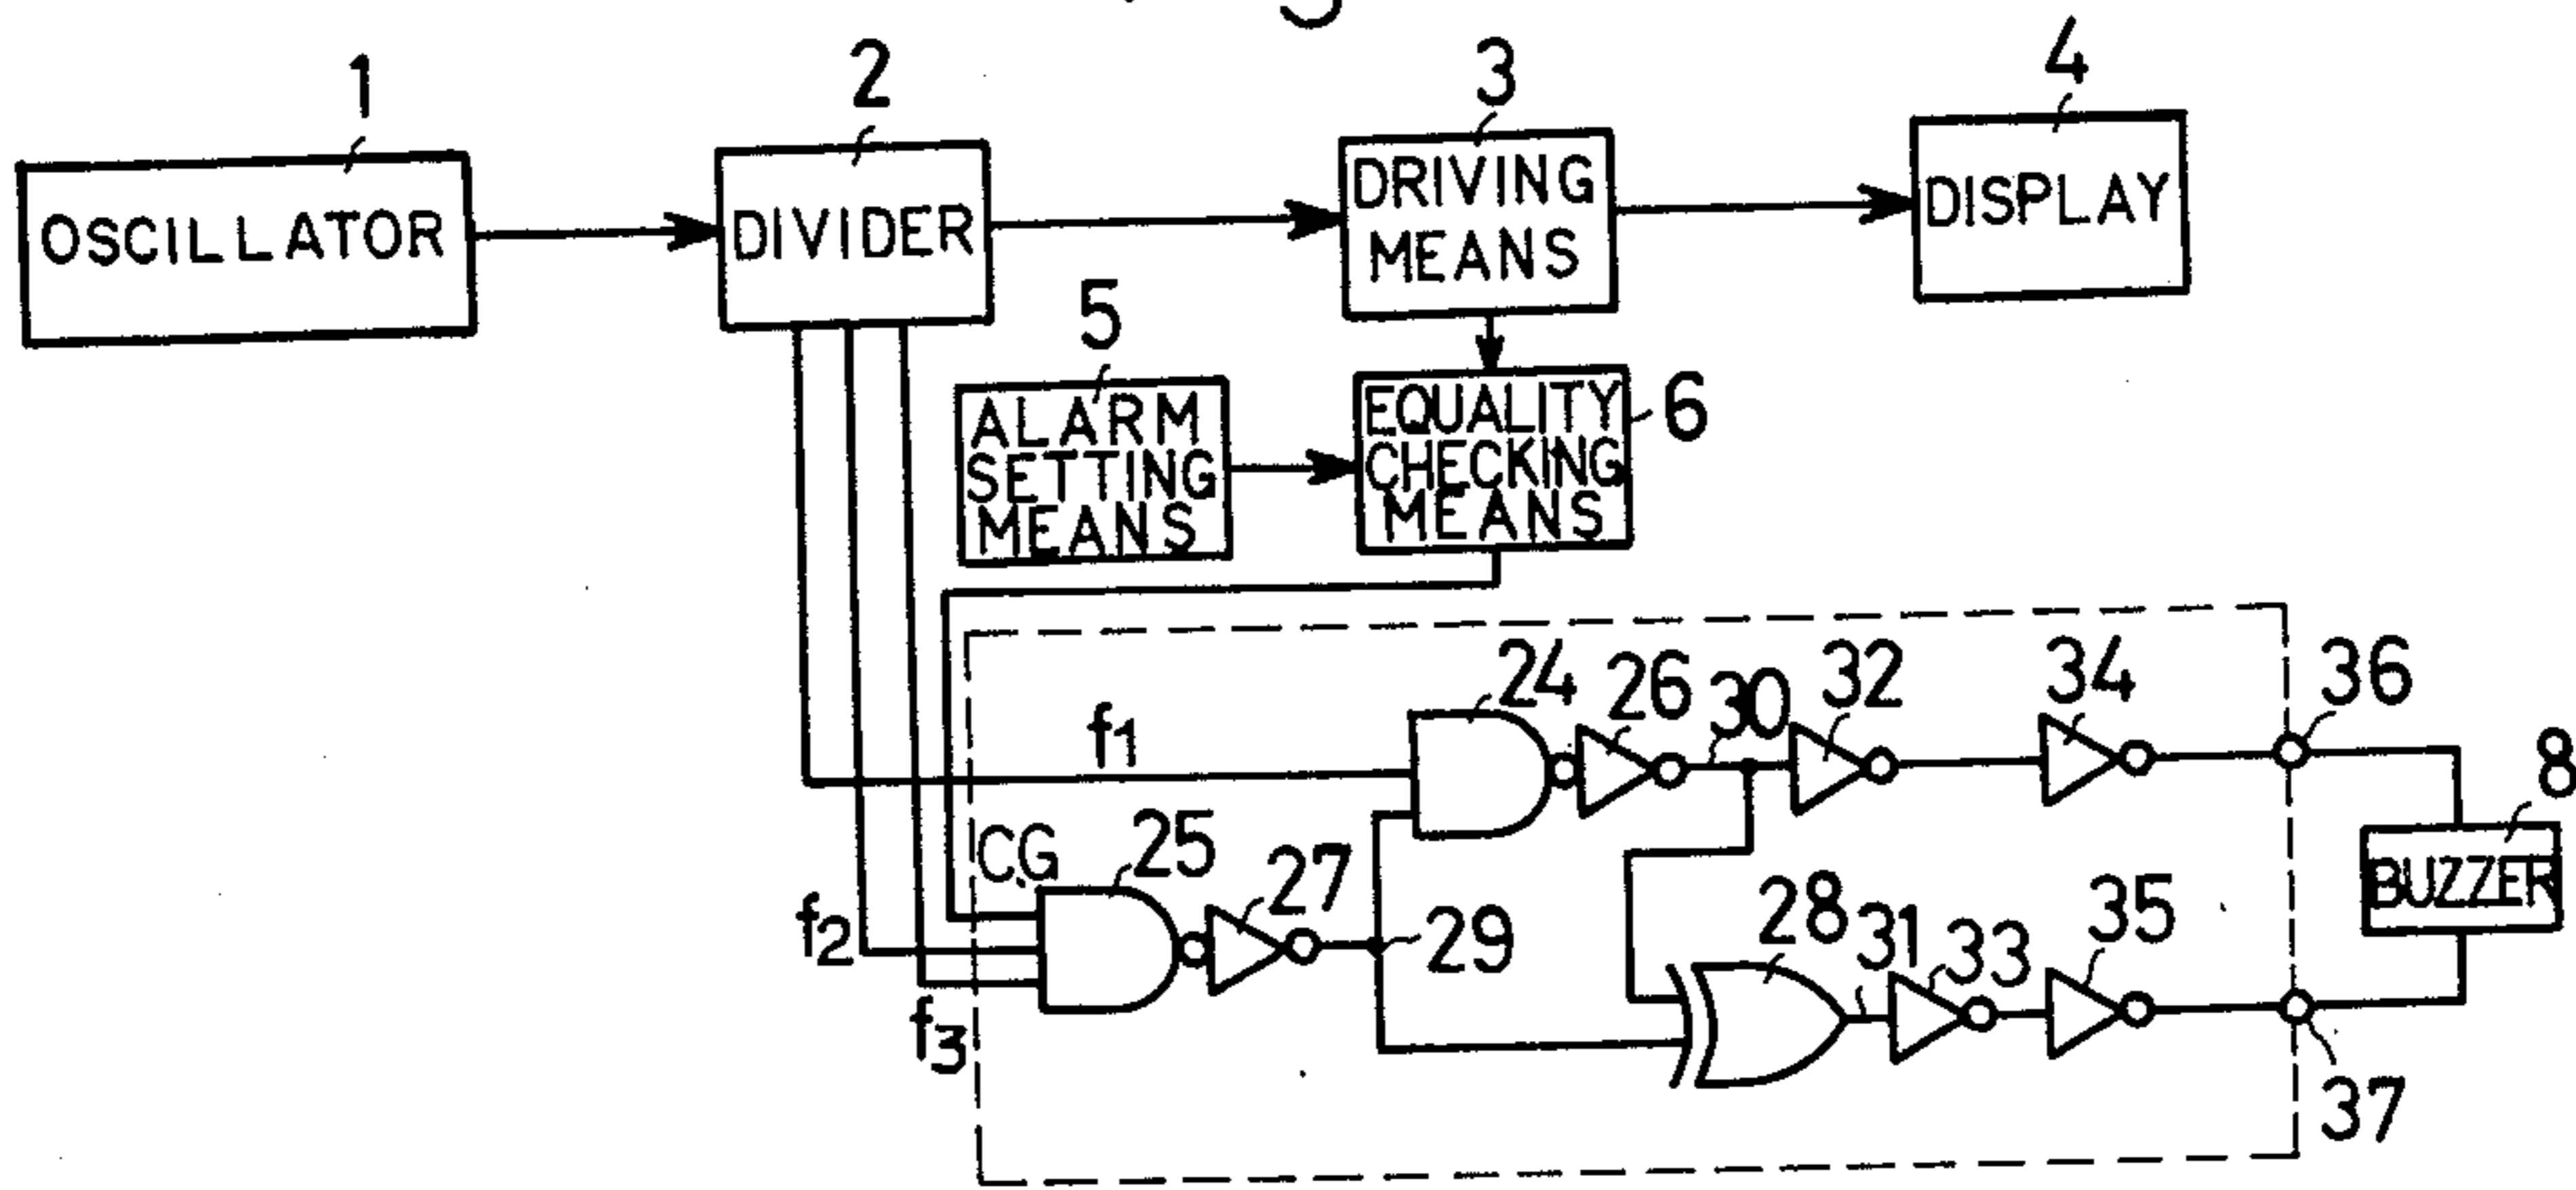 1
2
3
4
OSCILLATOR
DIVIDER
DRIVING
MEANS
DISPLAY
5
ALARM
SETTING
MEANS
EQUALITY
CHECKING
MEANS
6
f1
24
26
30
32
34
36
8
C.G
25
27
29
28
31
33
35
BUZZER
f2
f3
37